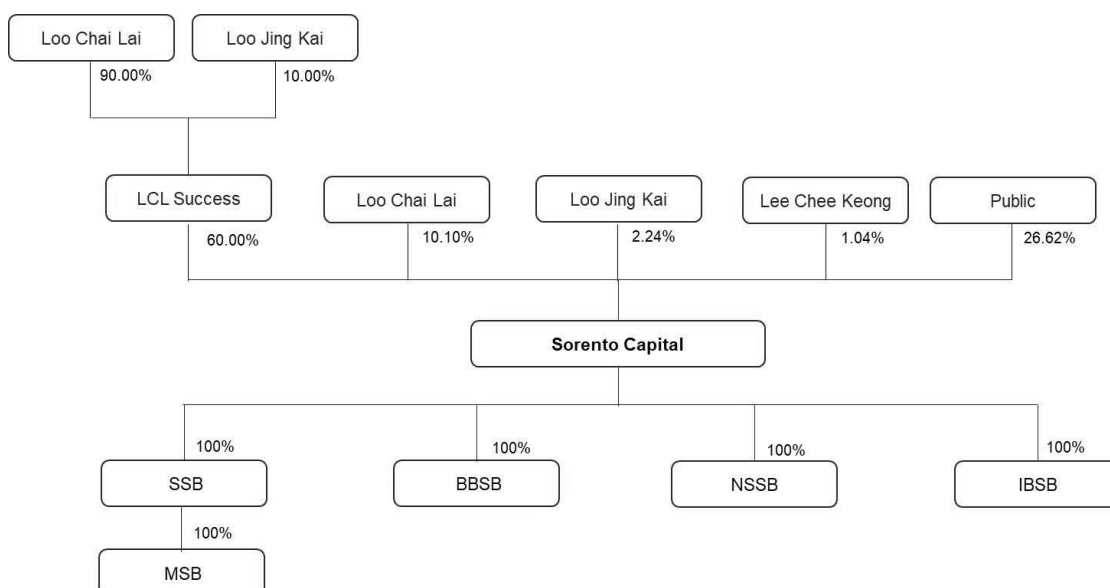 Loo Chai Lai
Loo Jing Kai
90.00%
10.00%
LCL Success
Loo Chai Lai
Loo Jing Kai
Lee Chee Keong
Public
60.00%
10.10%
2.24%
1.04%
26.62%
Sorento Capital
100%
100%
100%
100%
SSB
BBSB
NSSB
IBSB
100%
MSB